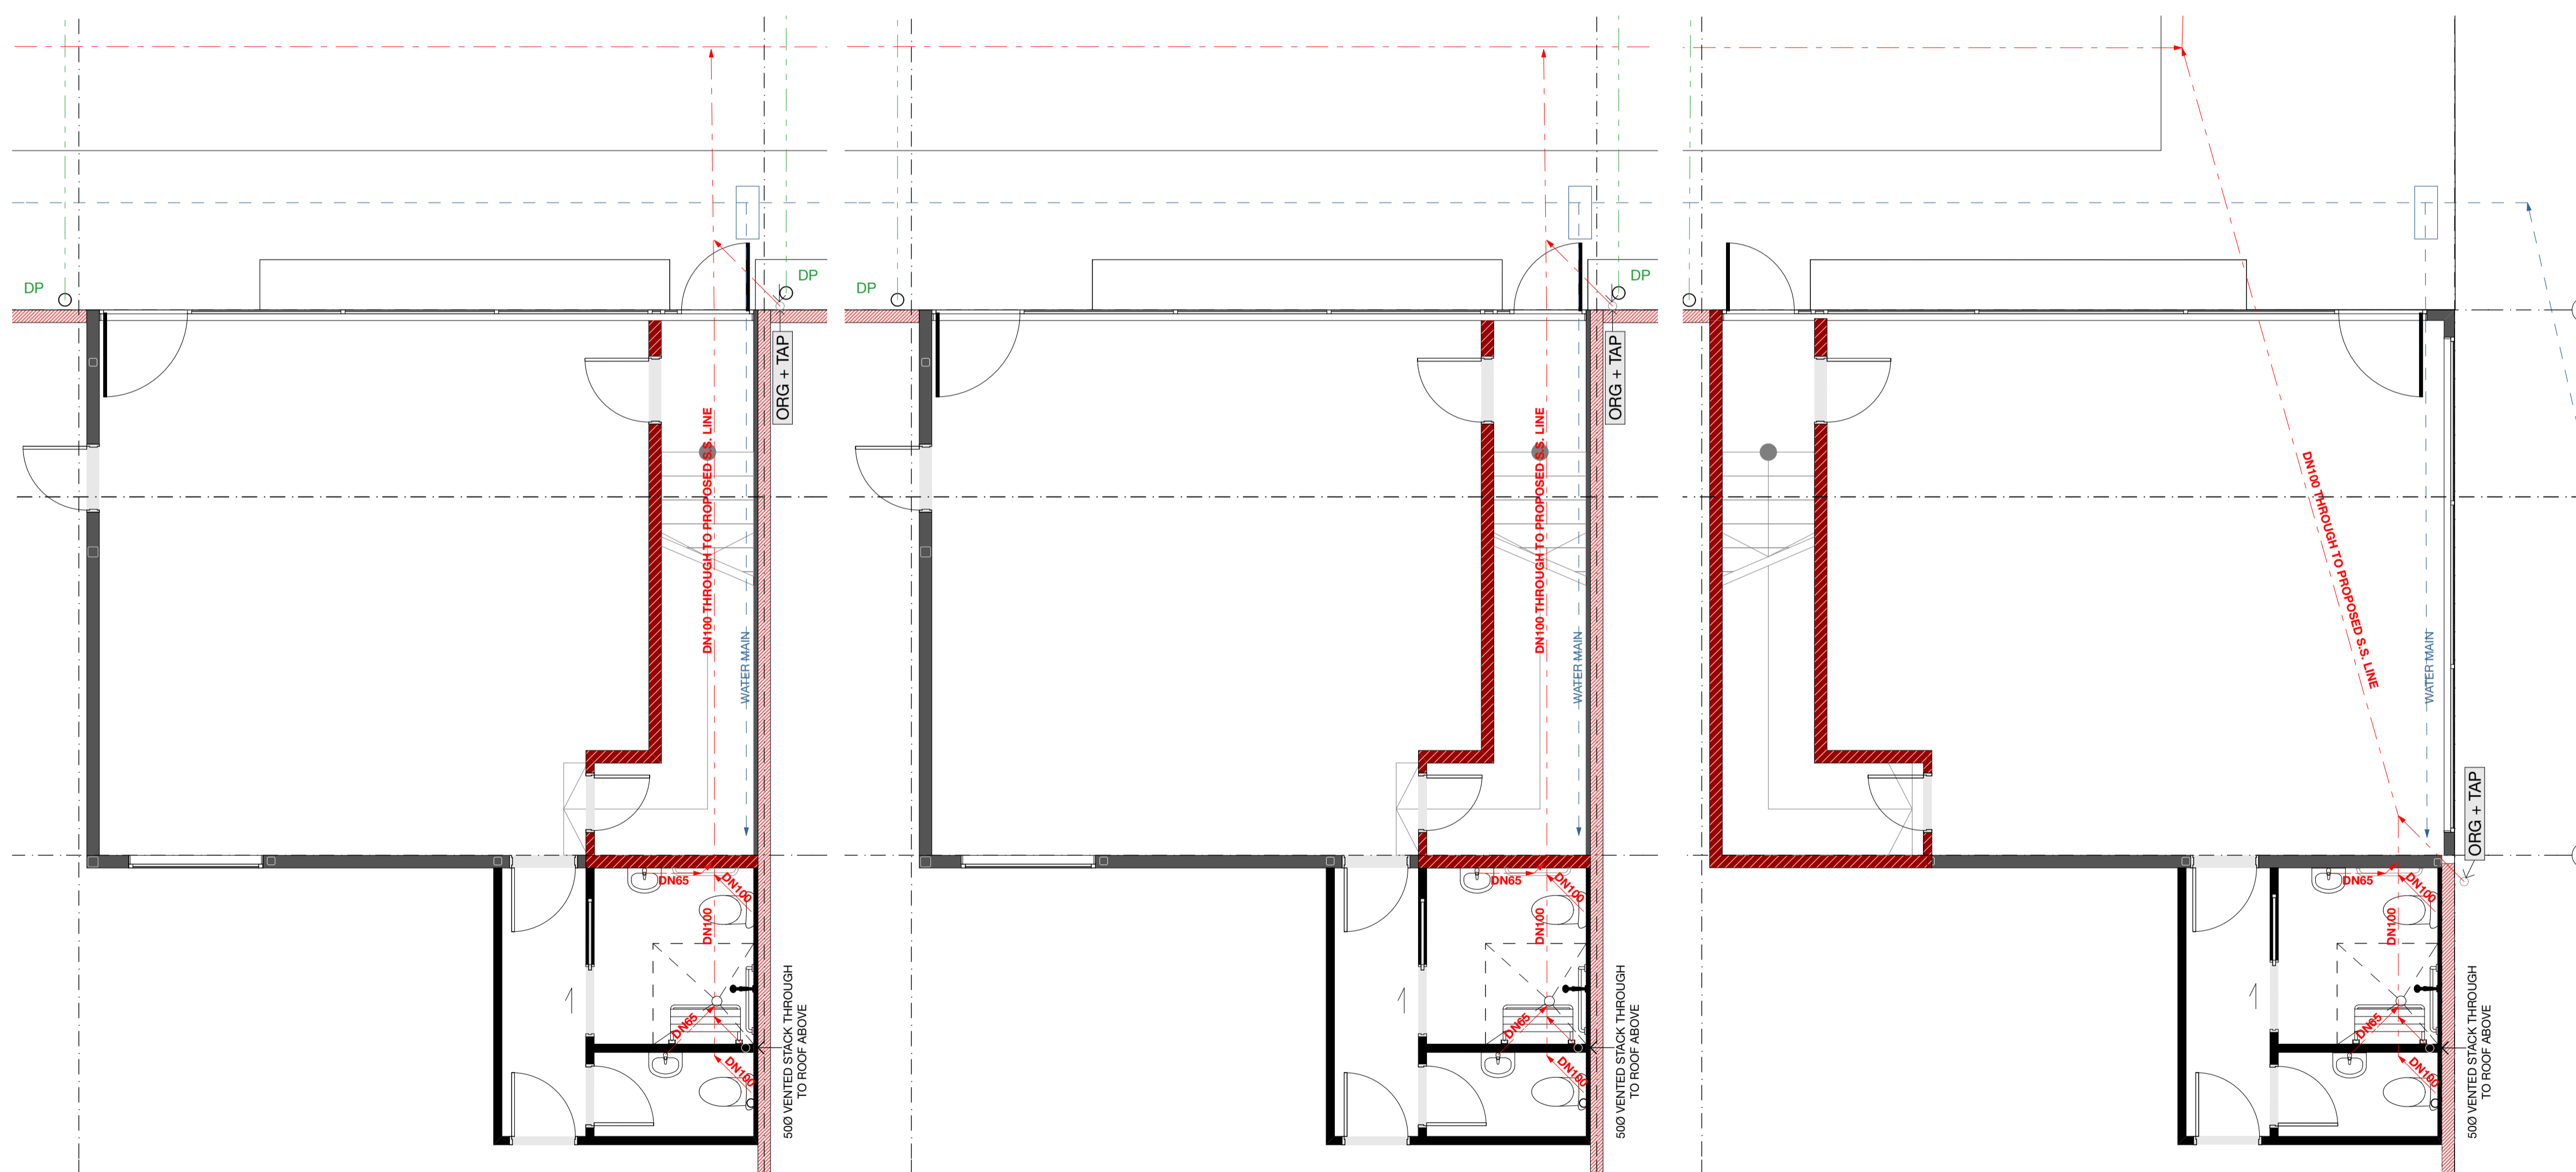 DP
DP
ORG + TAP
DN100 THROUGH TO PROPOSED S.S. LINE
WATER MAIN
DN65
DN100
DN100
DN65
DN100
50Ø VENTED STACK THROUGH
TO ROOF ABOVE
DP
DP
ORG + TAP
DN100 THROUGH TO PROPOSED S.S. LINE
WATER MAIN
DN65
DN100
DN100
DN65
DN100
50Ø VENTED STACK THROUGH
TO ROOF ABOVE
DN100 THROUGH TO PROPOSED S.S. LINE
WATER MAIN
ORG + TAP
DN65
DN100
DN100
DN65
DN100
50Ø VENTED STACK THROUGH
TO ROOF ABOVE